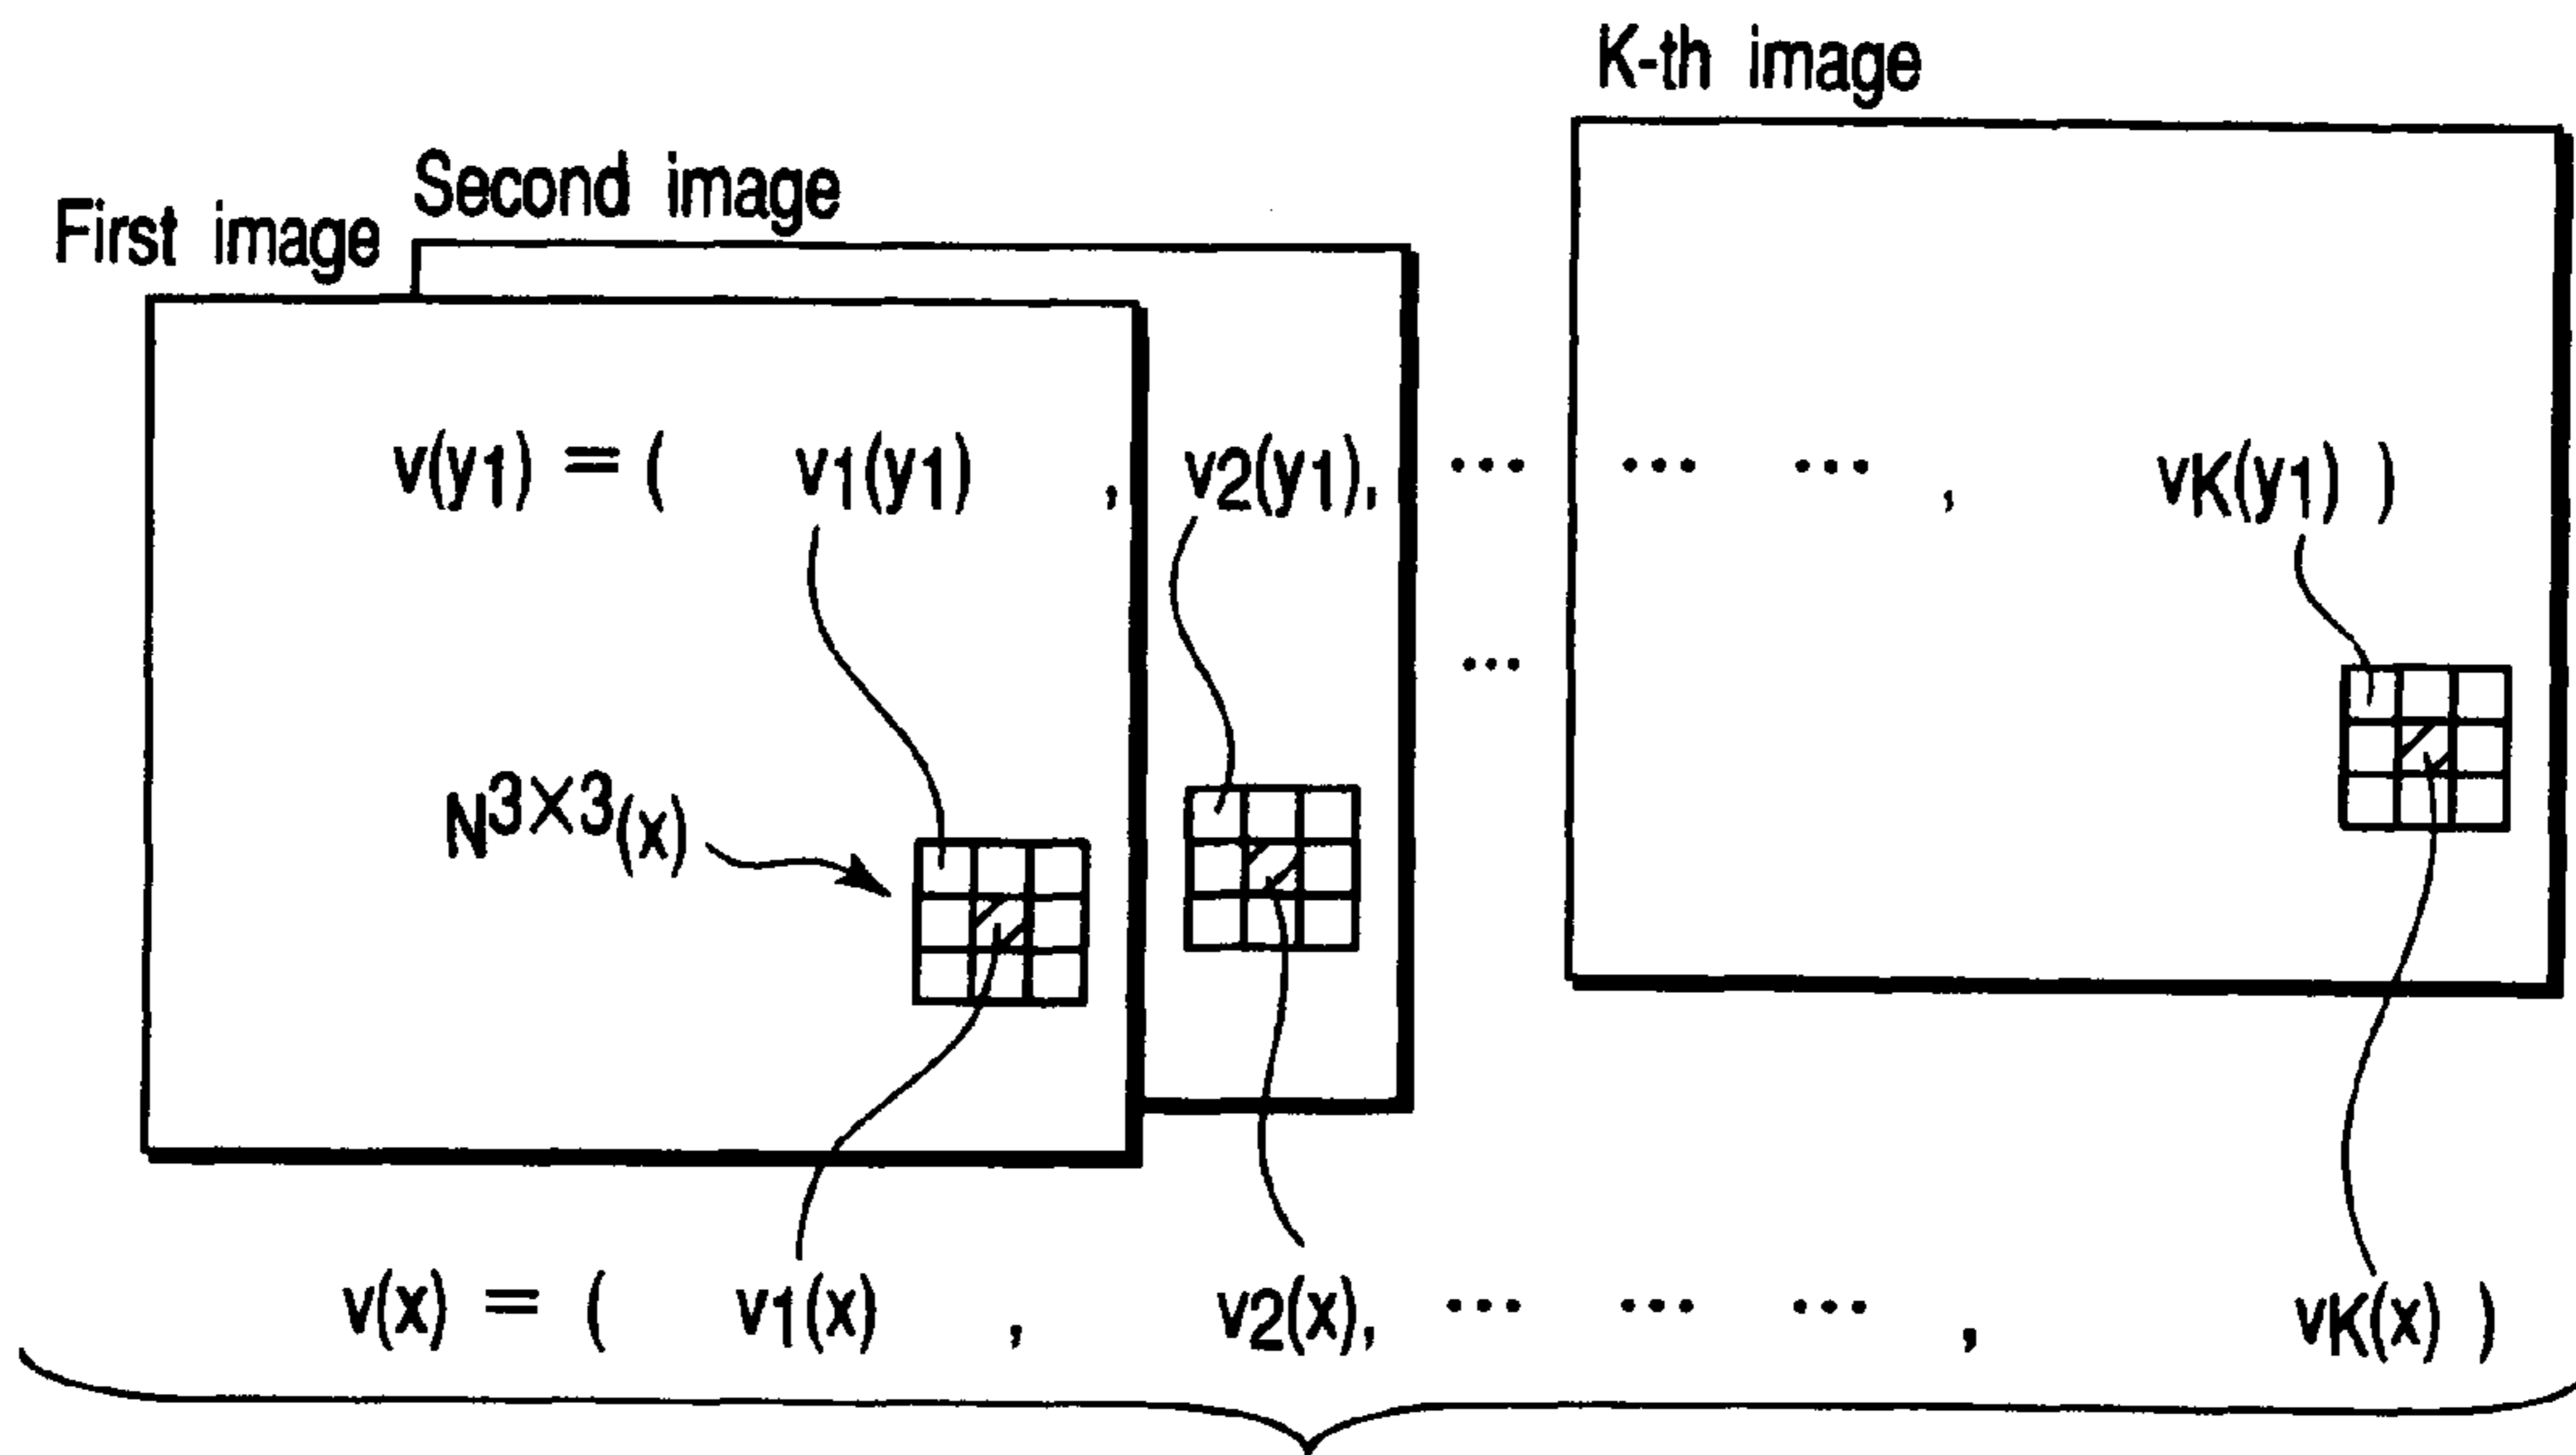 K-th image
Second image
First image
v(y1) = ( v1(y1) , v2(y1), ... ... ... , vK(y1) )
...
N3×3(x)
v(x) = ( v1(x) , v2(x), ... ... ... , vK(x) )